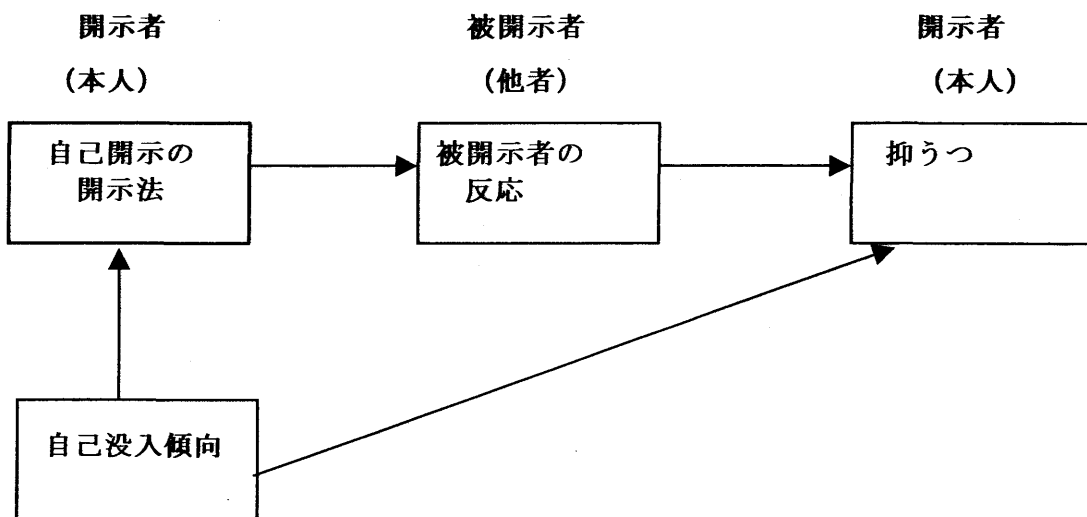 開示者
(本人)
被開示者
(他者)
開示者
(本人)
自己開示の
開示法
被開示者の
反応
抑うつ
自己没入傾向